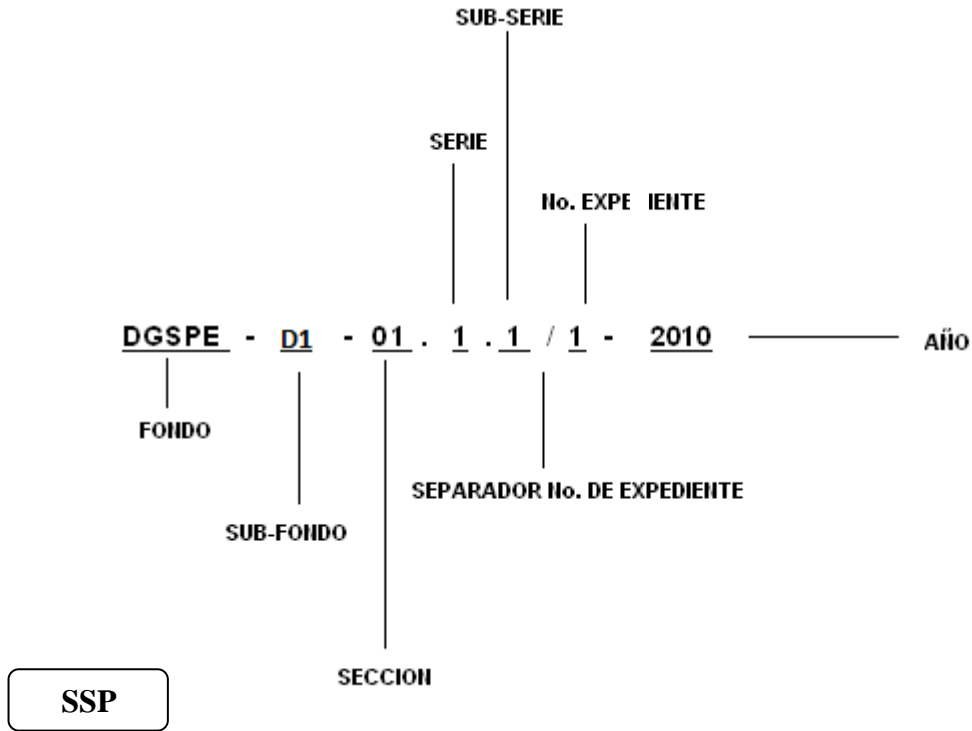 SUB-SERIE
SERIE
No. EXPE IENTE
DGSPE - D1 - 01 . 1 . 1 / 1 - 2010
AÑO
FONDO
SEPARADOR No. DE EXPEDIENTE
SUB-FONDO
SECCION
SSP